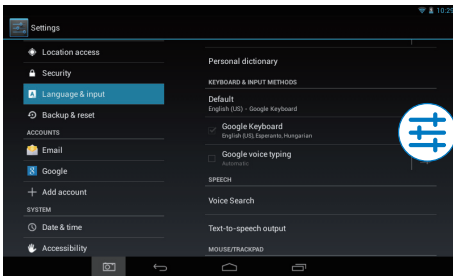 10:25
Settings
Location access
Security
Language & input
Backup & reset
ACCOUNTS
Email
Google
Add account
SYSTEM
Date & time
Accessibility
Personal dictionary
KEYBOARD & INPUT METHODS
Default
English (US) - Google Keyboard
Google Keyboard
English (US), Esperanto, Hungarian
Google voice typing
Automatic
SPEECH
Voice Search
Text-to-speech output
MOUSE/TRACKPAD